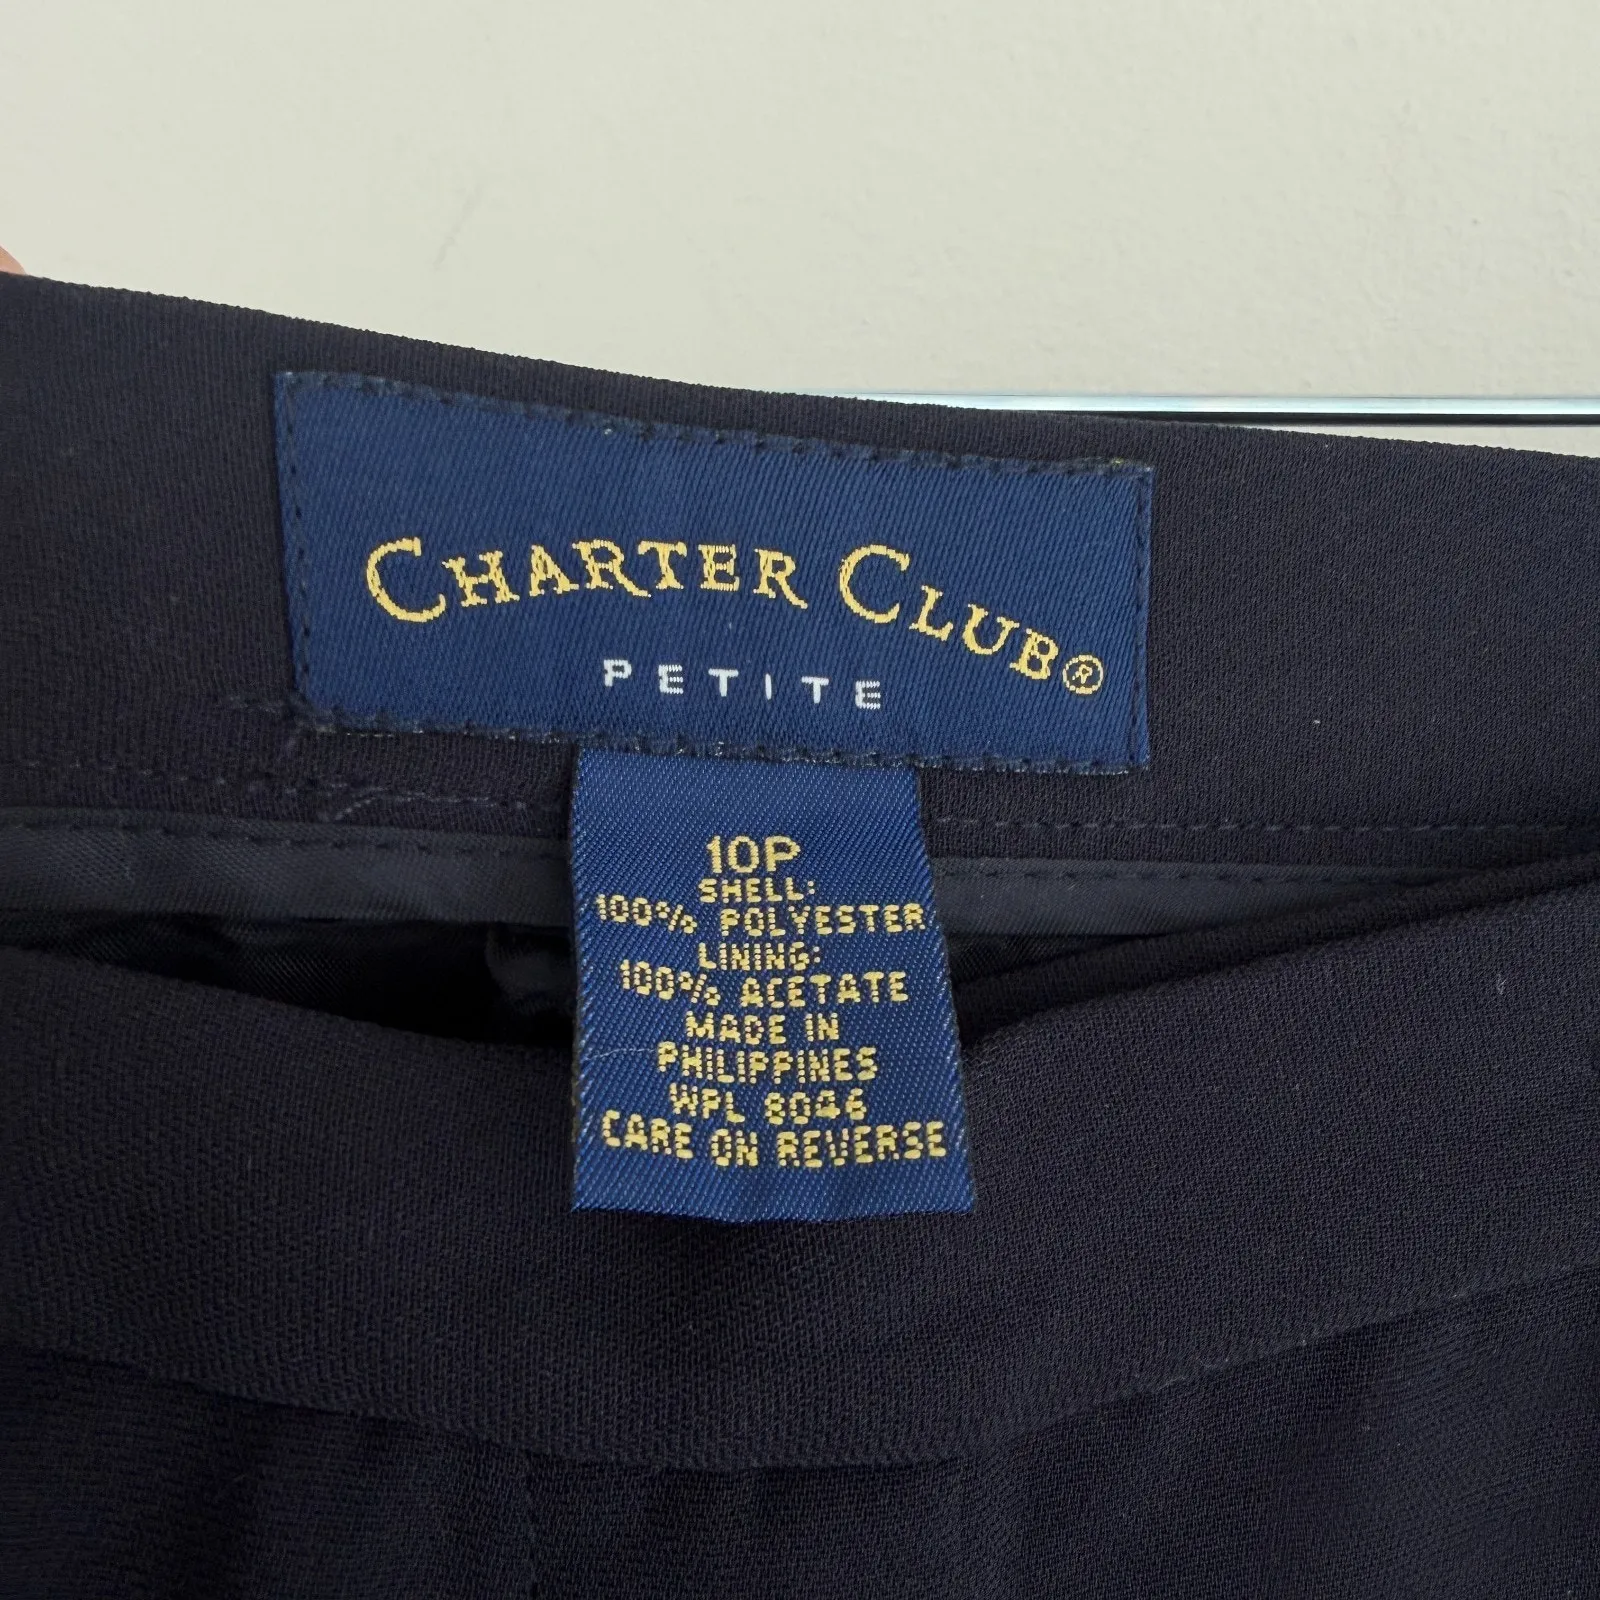 CHARTER CLUB®
PETITE
10P
SHELL:
100% POLYESTER
LINING:
100% ACETATE
MADE IN
PHILIPPINES
WPL 8046
CARE ON REVERSE